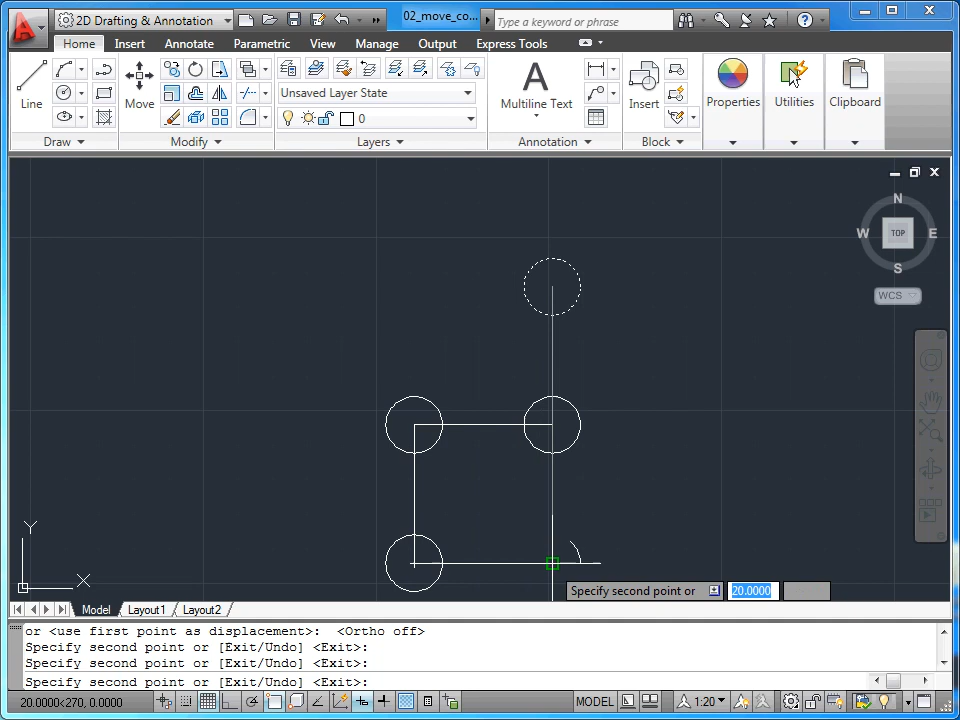 2D Drafting & Annotation
02_move_co...
Type a keyword or phrase
Home Insert Annotate Parametric View Manage Output Express Tools
Line
Move
Unsaved Layer State
0
Multiline Text
Insert
Properties
Utilities
Clipboard
Draw
Modify
Layers
Annotation
Block
N
W
TOP
E
S
WCS
Y
X
Specify second point or
20.0000
Model Layout1 Layout2
or <use first point as displacement>: <Ortho off>
Specify second point or [Exit/Undo] <Exit>:
Specify second point or [Exit/Undo] <Exit>:
Specify second point or [Exit/Undo] <Exit>:
20.0000<270, 0.0000
MODEL
1:20